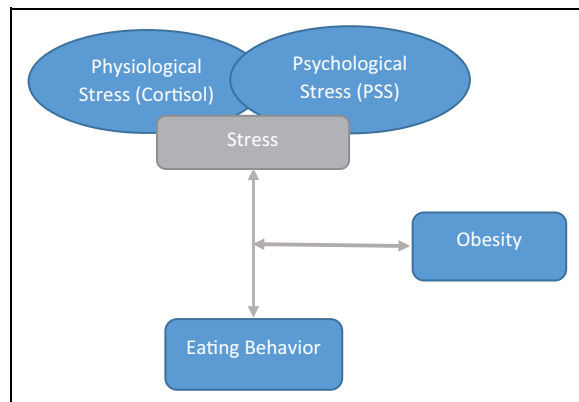 Physiological
Stress (Cortisol)
Psychological
Stress (PSS)
Stress
Obesity
Eating Behavior